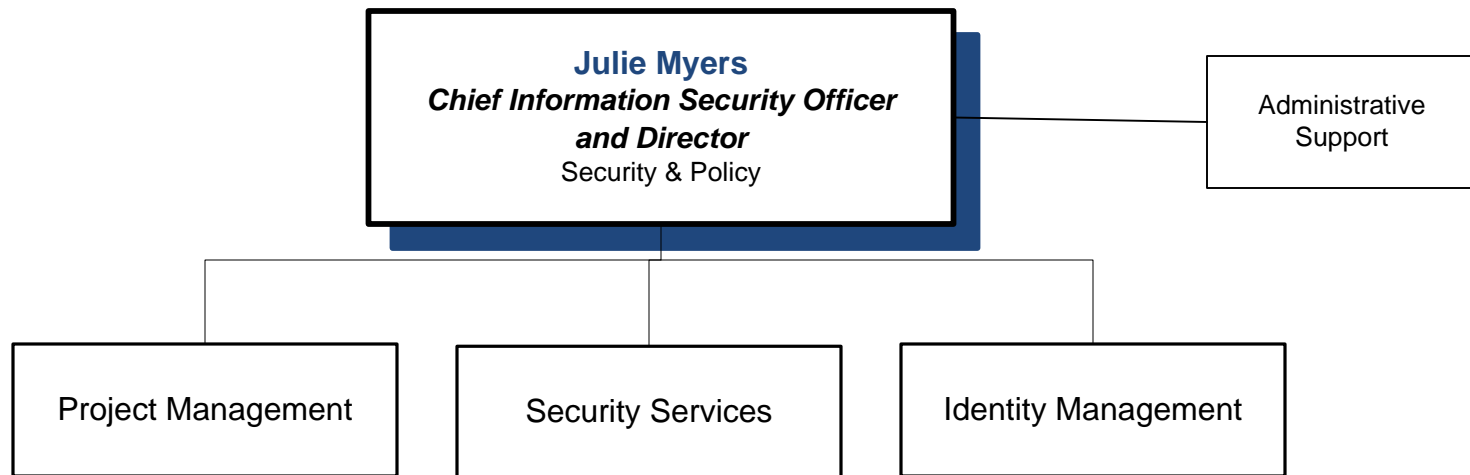 Julie Myers
Chief Information Security Officer
and Director
Security & Policy
Administrative
Support
Project Management
Security Services
Identity Management